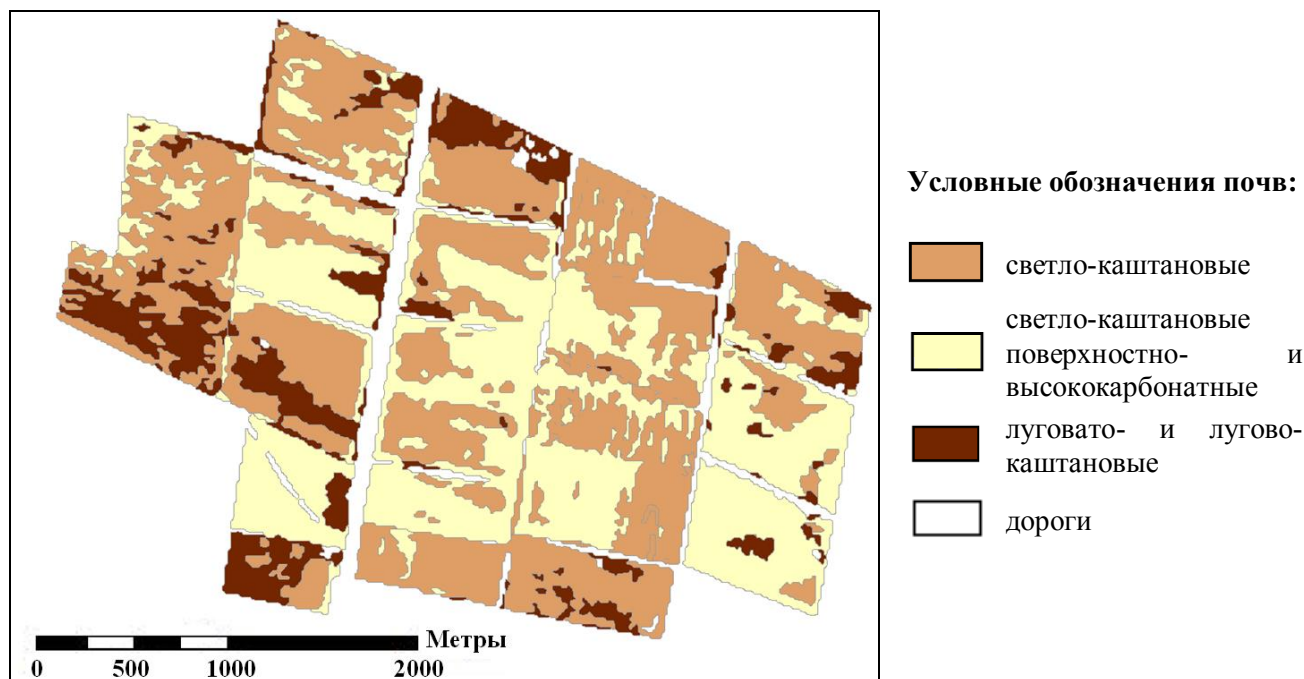 Условные обозначения почв:
светло-каштановые
светло-каштановые
поверхностно- и
высококарбонатные
луговато- и лугово-
каштановые
дороги
Метры
0 500 1000 2000